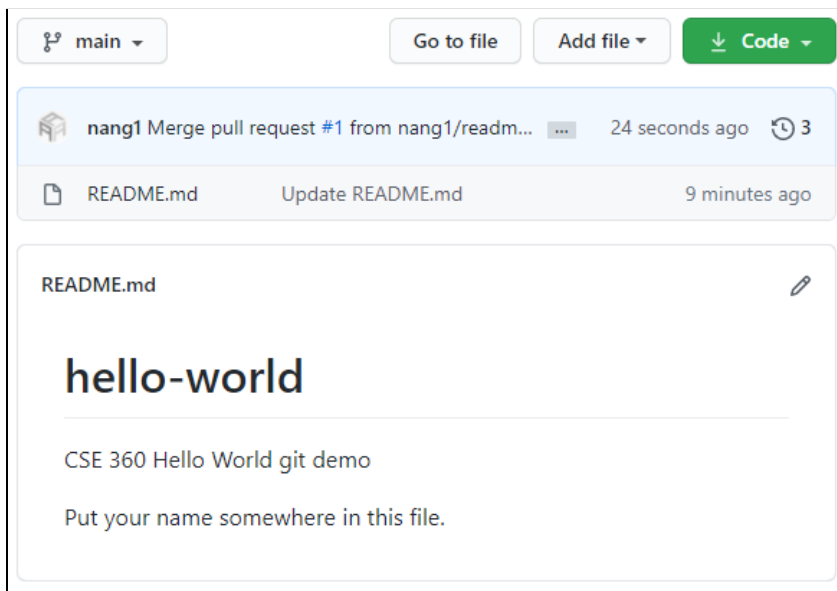 main Go to file Add file Code
nang1 Merge pull request #1 from nang1/readm... ... 24 seconds ago 3
README.md Update README.md 9 minutes ago
README.md
hello-world
CSE 360 Hello World git demo
Put your name somewhere in this file.